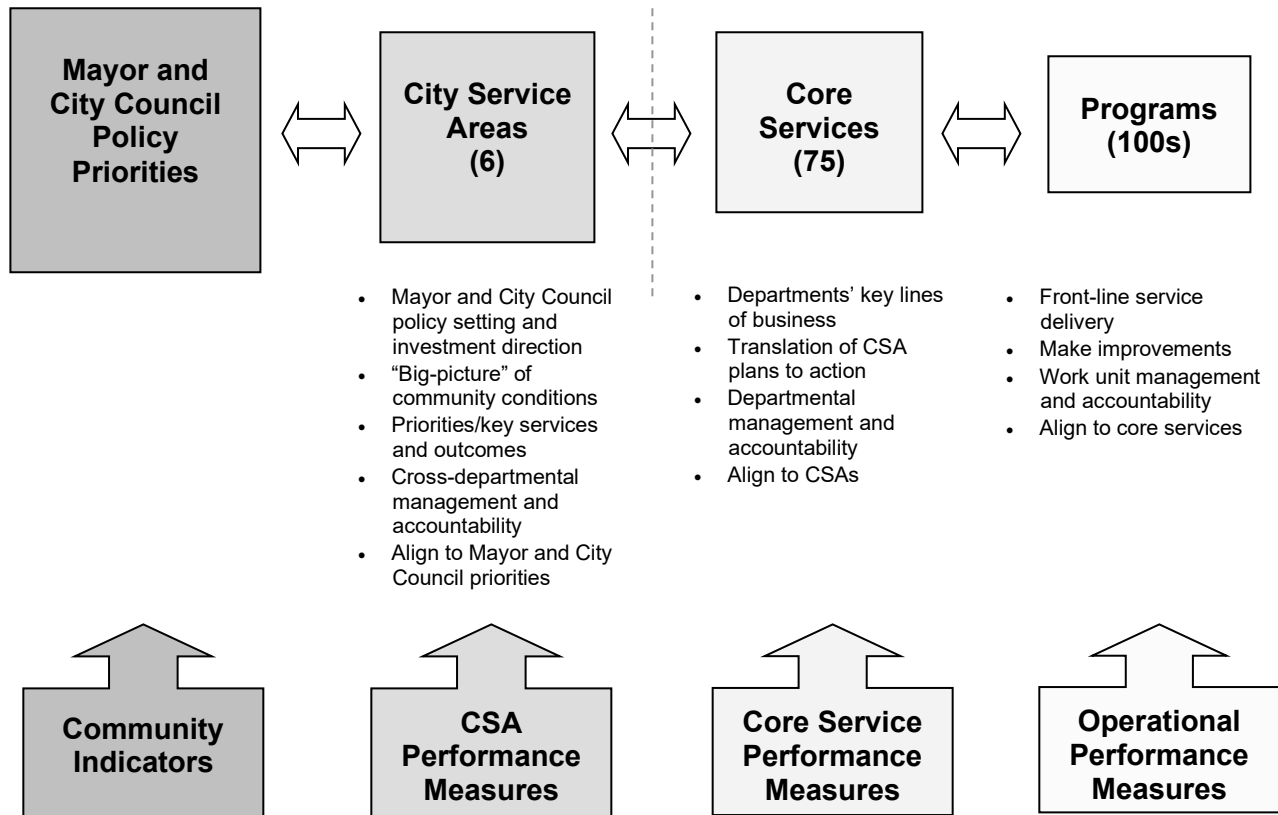 Mayor and
City Council
Policy
Priorities
City Service
Areas
(6)
Core
Services
(75)
Programs
(100s)
• Mayor and City Council
policy setting and
investment direction
• “Big-picture” of
community conditions
• Priorities/key services
and outcomes
• Cross-departmental
management and
accountability
• Align to Mayor and City
Council priorities
• Departments’ key lines
of business
• Translation of CSA
plans to action
• Departmental
management and
accountability
• Align to CSAs
• Front-line service
delivery
• Make improvements
• Work unit management
and accountability
• Align to core services
Community
Indicators
CSA
Performance
Measures
Core Service
Performance
Measures
Operational
Performance
Measures